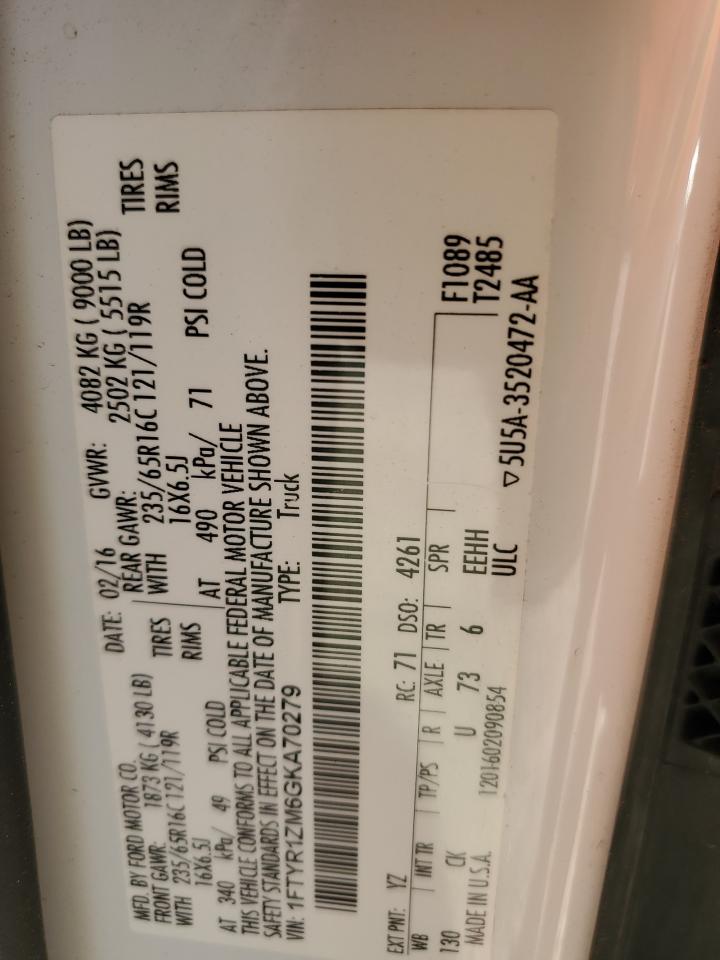 MFD. BY FORD MOTOR CO. DATE: 02/16 GVWR: 4082 KG ( 9000 LB)
FRONT GAWR: 1873 KG ( 4130 LB) REAR GAWR: 2502 KG ( 5515 LB)
WITH 235/65R16C 121/119R TIRES WITH 235/65R16C 121/119R TIRES
16X6.5J RIMS 16X6.5J RIMS
AT 340 kPa/ 49 PSI COLD AT 490 kPa/ 71 PSI COLD
THIS VEHICLE CONFORMS TO ALL APPLICABLE FEDERAL MOTOR VEHICLE
SAFETY STANDARDS IN EFFECT ON THE DATE OF MANUFACTURE SHOWN ABOVE.
VIN: 1FTYR1ZM6GKA70279 TYPE: Truck
EXT PNT: YZ RC: 71 DSO: 4261
WB INT TR TP/PS R AXLE TR SPR F1089
130 CK U 73 6 EEHH T2485
MADE IN U.S.A. 1201602090854 ULC
▽5U5A-3520472-AA